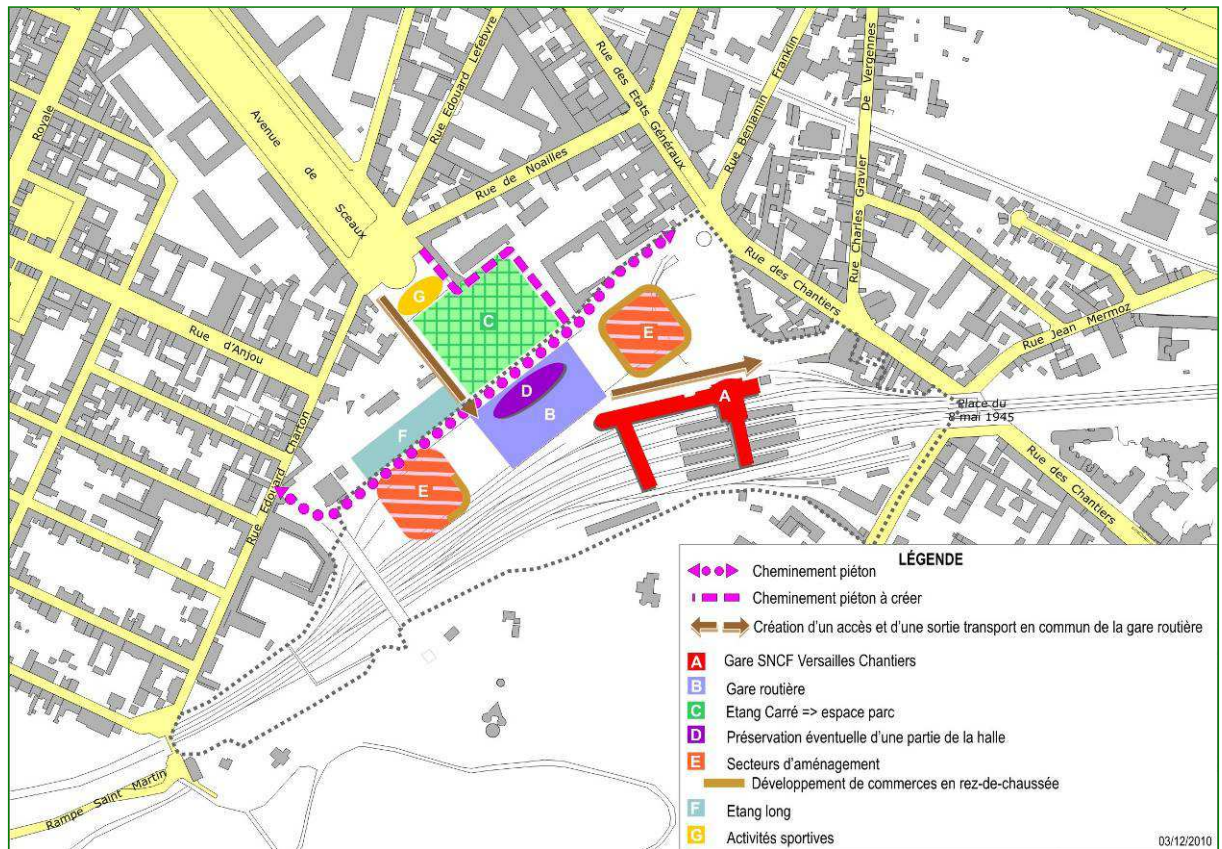 Royale
Avenue
de
Sceaux
Rue Edouard Lefebvre
Rue de Noailles
Rue des Etats Généraux
Rue Benjamin Franklin
Rue Charles Gravier De Vergennes
Rue des Chantiers
Rue Jean Mermoz
Place du
8 mai 1945
Rue des Chantiers
Rue d'Anjou
Rue Edouard Charton
Rampe Saint Martin
G
C
E
D
B
A
F
E
LÉGENDE
Cheminement piéton
Cheminement piéton à créer
Création d'un accès et d'une sortie transport en commun de la gare routière
A Gare SNCF Versailles Chantiers
B Gare routière
C Etang Carré => espace parc
D Préservation éventuelle d'une partie de la halle
E Secteurs d'aménagement
Développement de commerces en rez-de-chaussée
F Etang long
G Activités sportives
03/12/2010